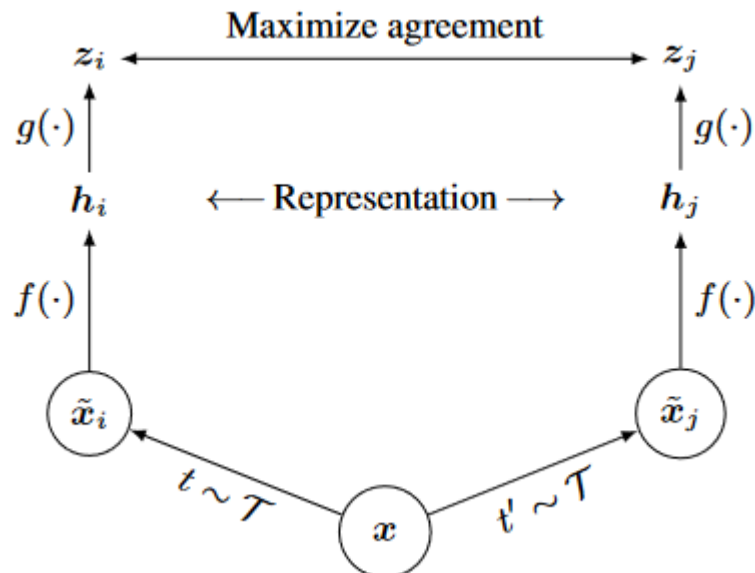 Maximize agreement
z_i z_j
g(·) g(·)
h_i ← Representation → h_j
f(·) f(·)
x̃_i x̃_j
t ∼ 𝒯 t′ ∼ 𝒯
x